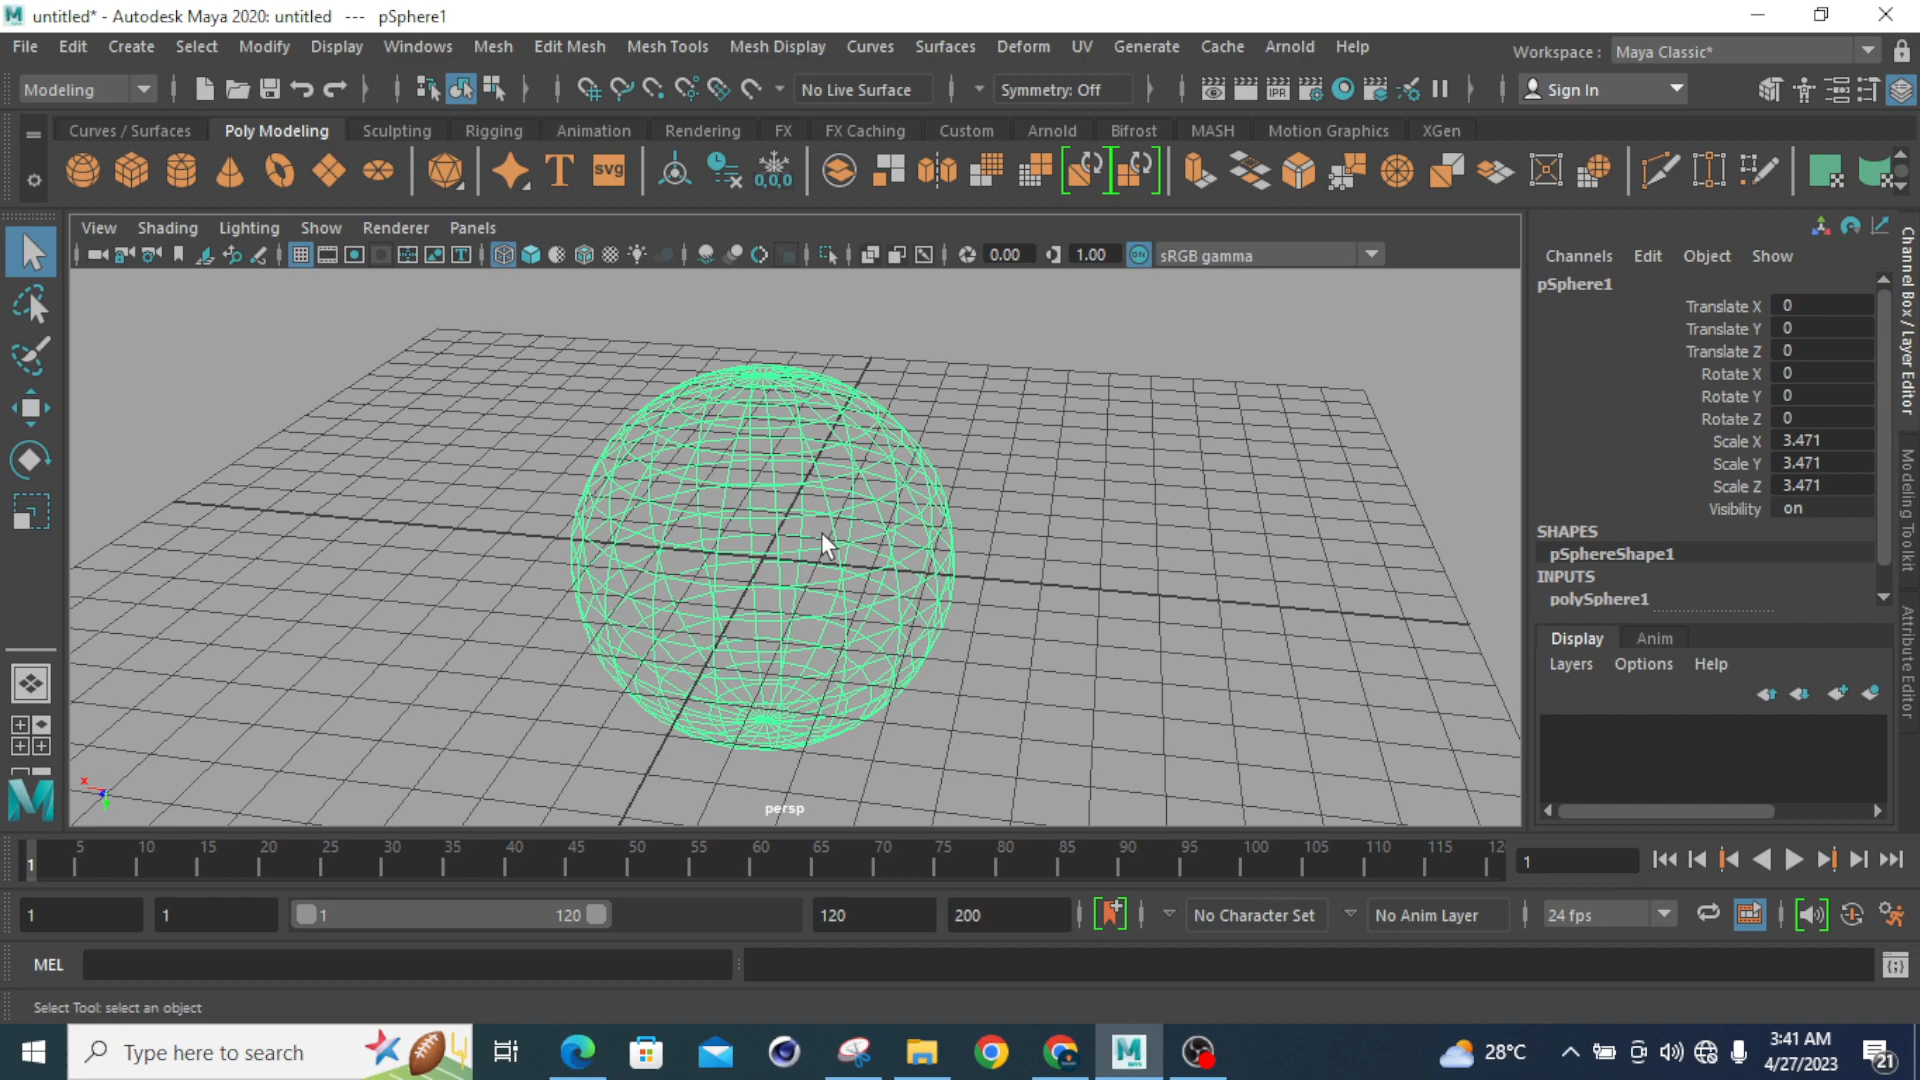 untitled* - Autodesk Maya 2020: untitled --- pSphere1
File Edit Create Select Modify Display Windows Mesh Edit Mesh Mesh Tools Mesh Display Curves Surfaces Deform UV Generate Cache Arnold Help
Workspace : Maya Classic*
Modeling No Live Surface Symmetry: Off Sign In
IPR
Curves / Surfaces Poly Modeling Sculpting Rigging Animation Rendering FX FX Caching Custom Arnold Bifrost MASH Motion Graphics XGen
T SVG 0,0,0
View Shading Lighting Show Renderer Panels
0.00 1.00 ON sRGB gamma
Channels Edit Object Show
pSphere1
Translate X 0
Translate Y 0
Translate Z 0
Rotate X 0
Rotate Y 0
Rotate Z 0
Scale X 3.471
Scale Y 3.471
Scale Z 3.471
Visibility on
SHAPES
pSphereShape1
INPUTS
polySphere1
Display Anim
Layers Options Help
Channel Box / Layer Editor
Modeling Toolkit
Attribute Editor
x
persp
1 5 10 15 20 25 30 35 40 45 50 55 60 65 70 75 80 85 90 95 100 105 110 115 12
1
1 1 1 120 120 200 No Character Set No Anim Layer 24 fps
MEL
Select Tool: select an object
Type here to search
28°C
3:41 AM
4/27/2023
21